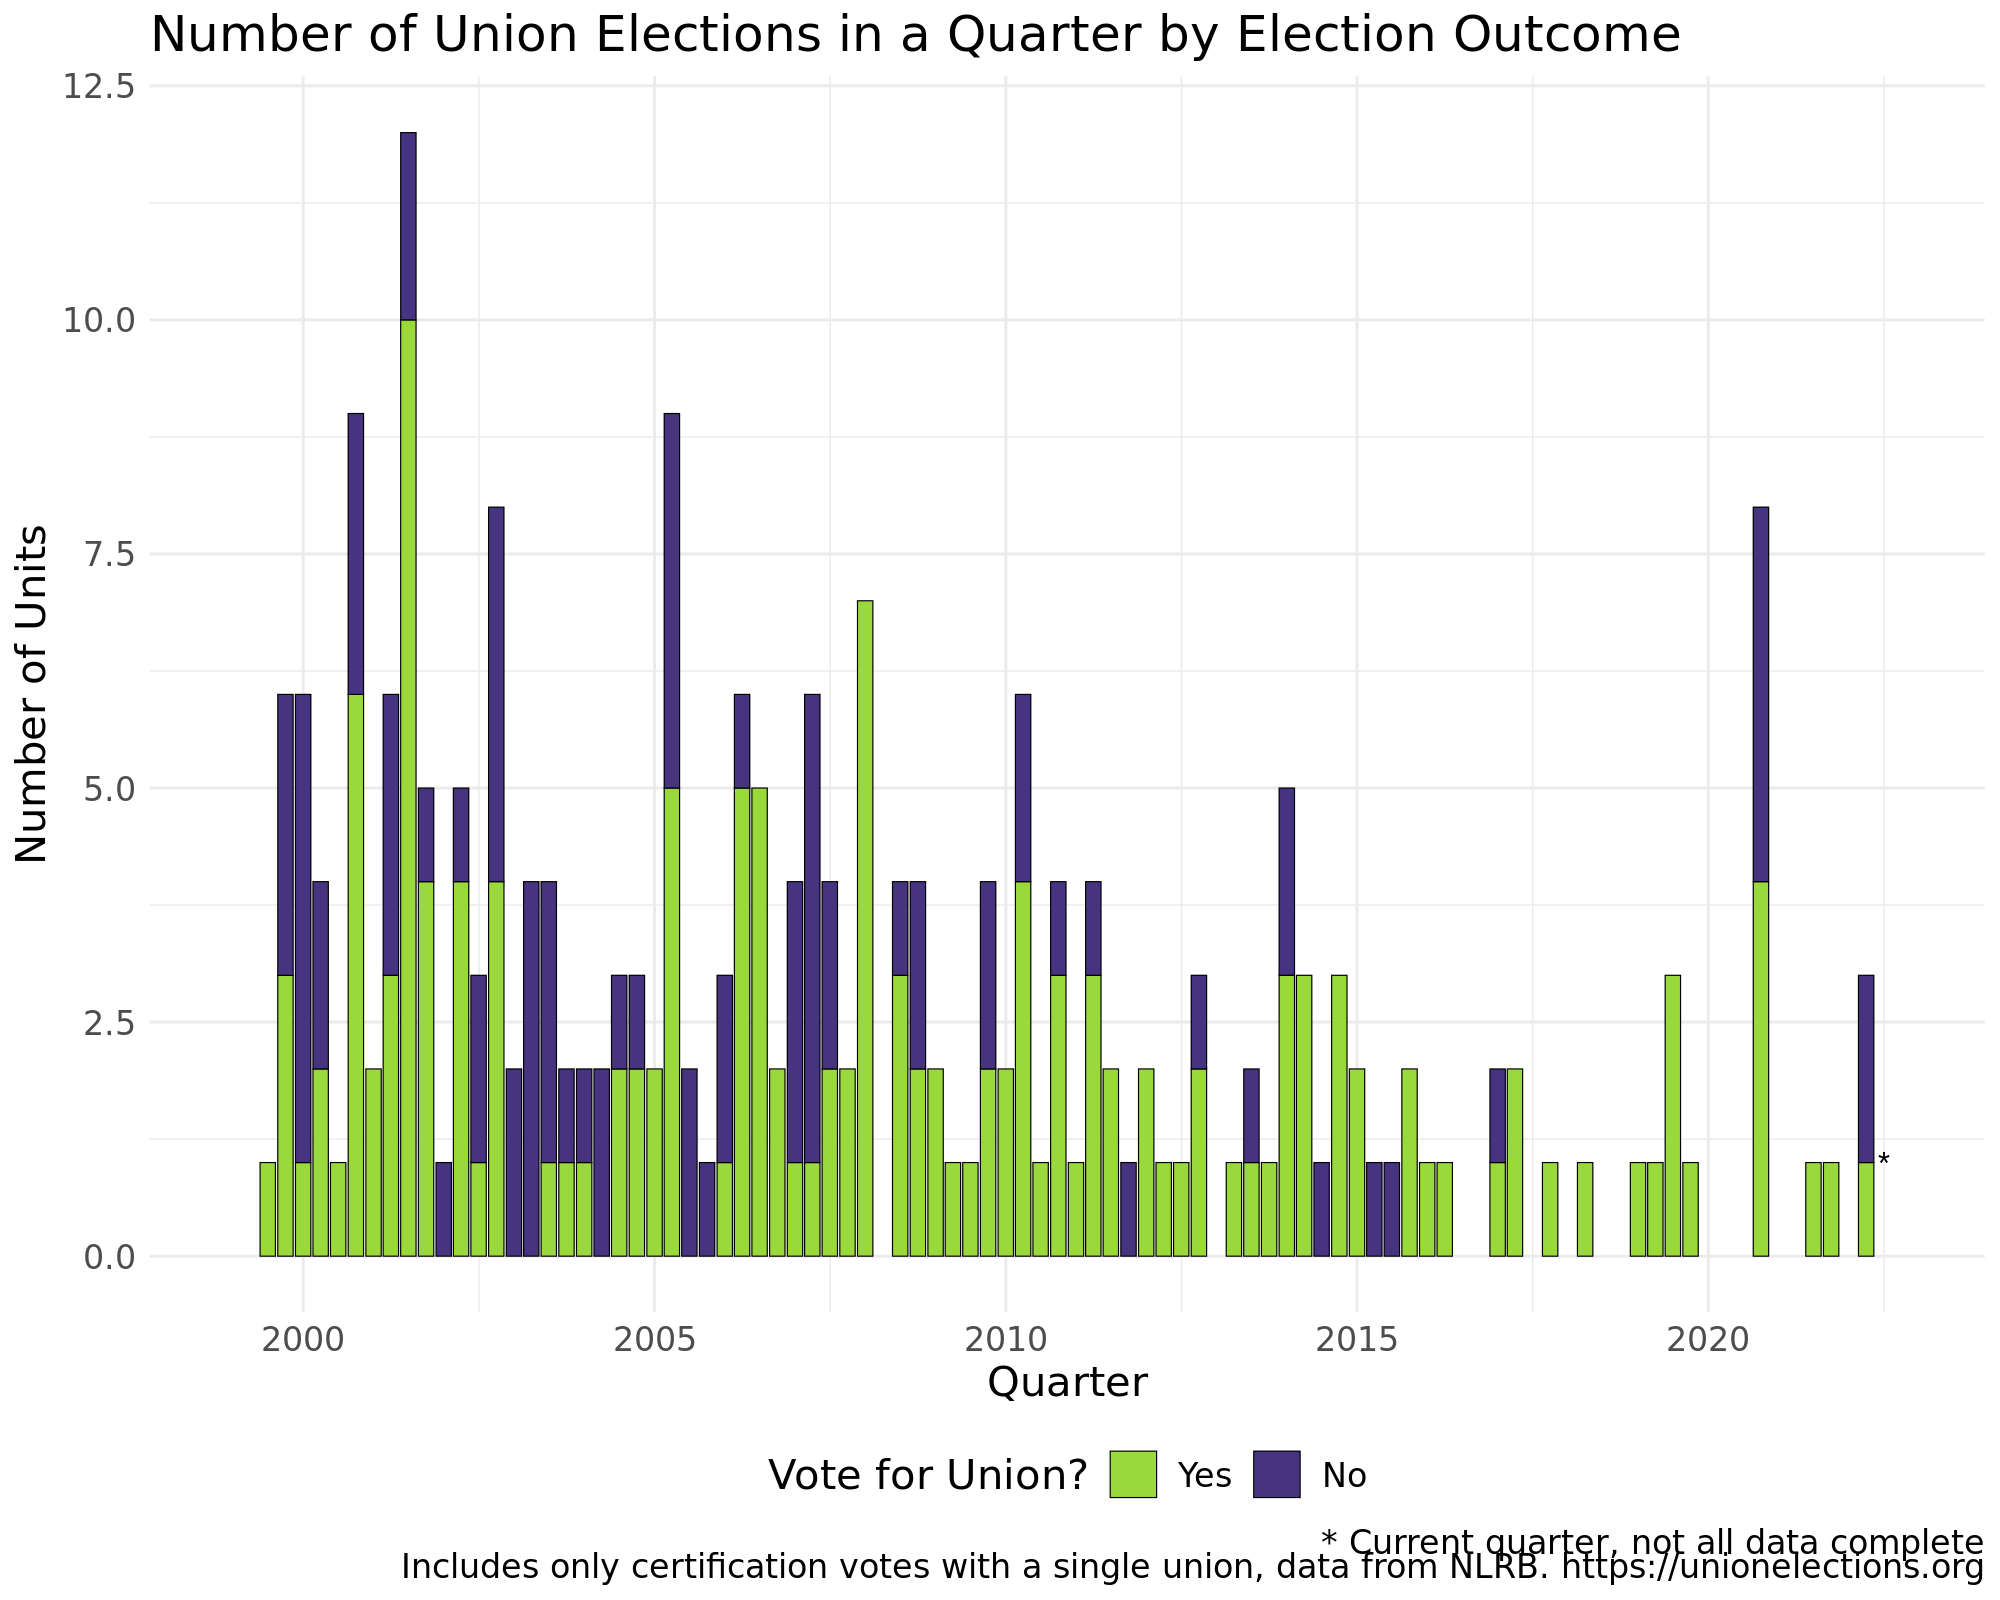 Number of Union Elections in a Quarter by Election Outcome
12.5
10.0
7.5
5.0
2.5
0.0
Number of Units
*
2000 2005 2010 2015 2020
Quarter
Vote for Union? Yes No
* Current quarter, not all data complete
Includes only certification votes with a single union, data from NLRB. https://unionelections.org